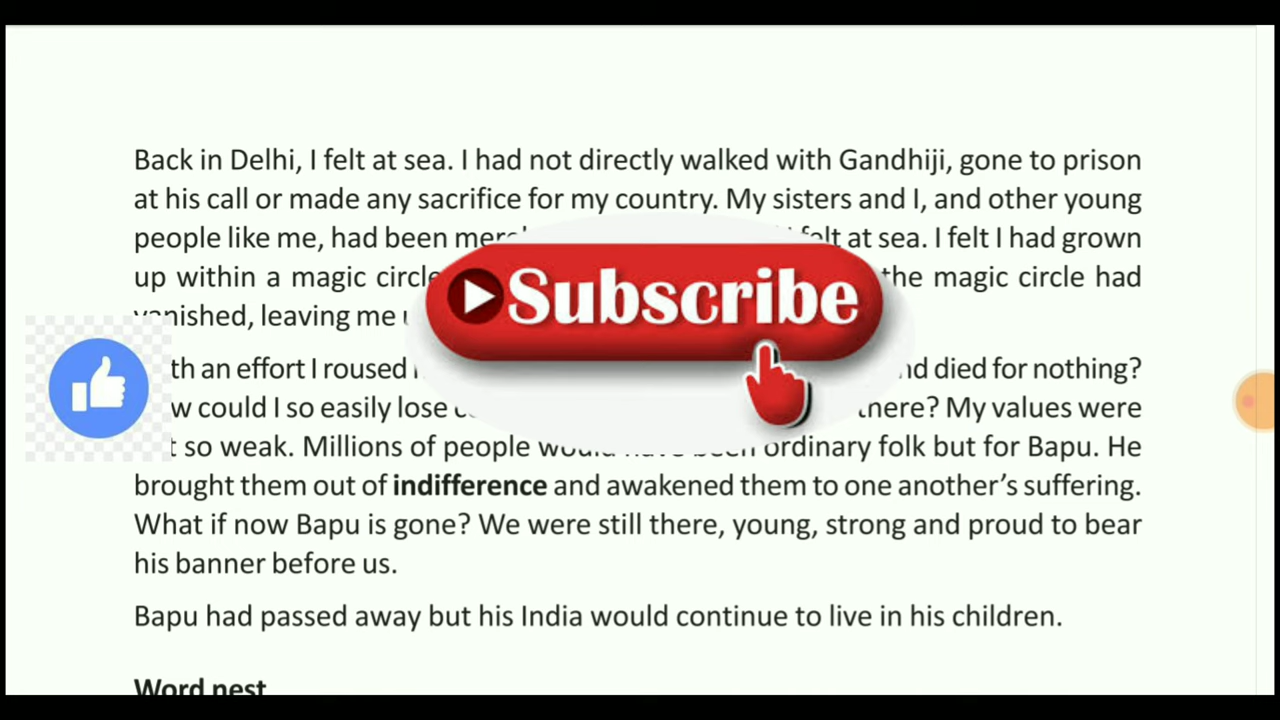 Back in Delhi, I felt at sea. I had not directly walked with Gandhiji, gone to prison
at his call or made any sacrifice for my country. My sisters and I, and other young
people like me, had been felt at sea. I felt I had grown
up within a magic circle the magic circle had
Subscribe
vanished, leaving me
an effort I roused died for nothing?
could I so easily lose there? My values were
so weak. Millions of people would have been ordinary folk but for Bapu. He
brought them out of indifference and awakened them to one another's suffering.
What if now Bapu is gone? We were still there, young, strong and proud to bear
his banner before us.
Bapu had passed away but his India would continue to live in his children.
Word nest